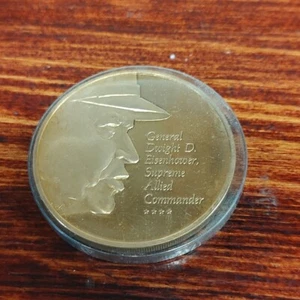 General
Dwight D.
Eisenhower,
Supreme
Allied
Commander
★★★★